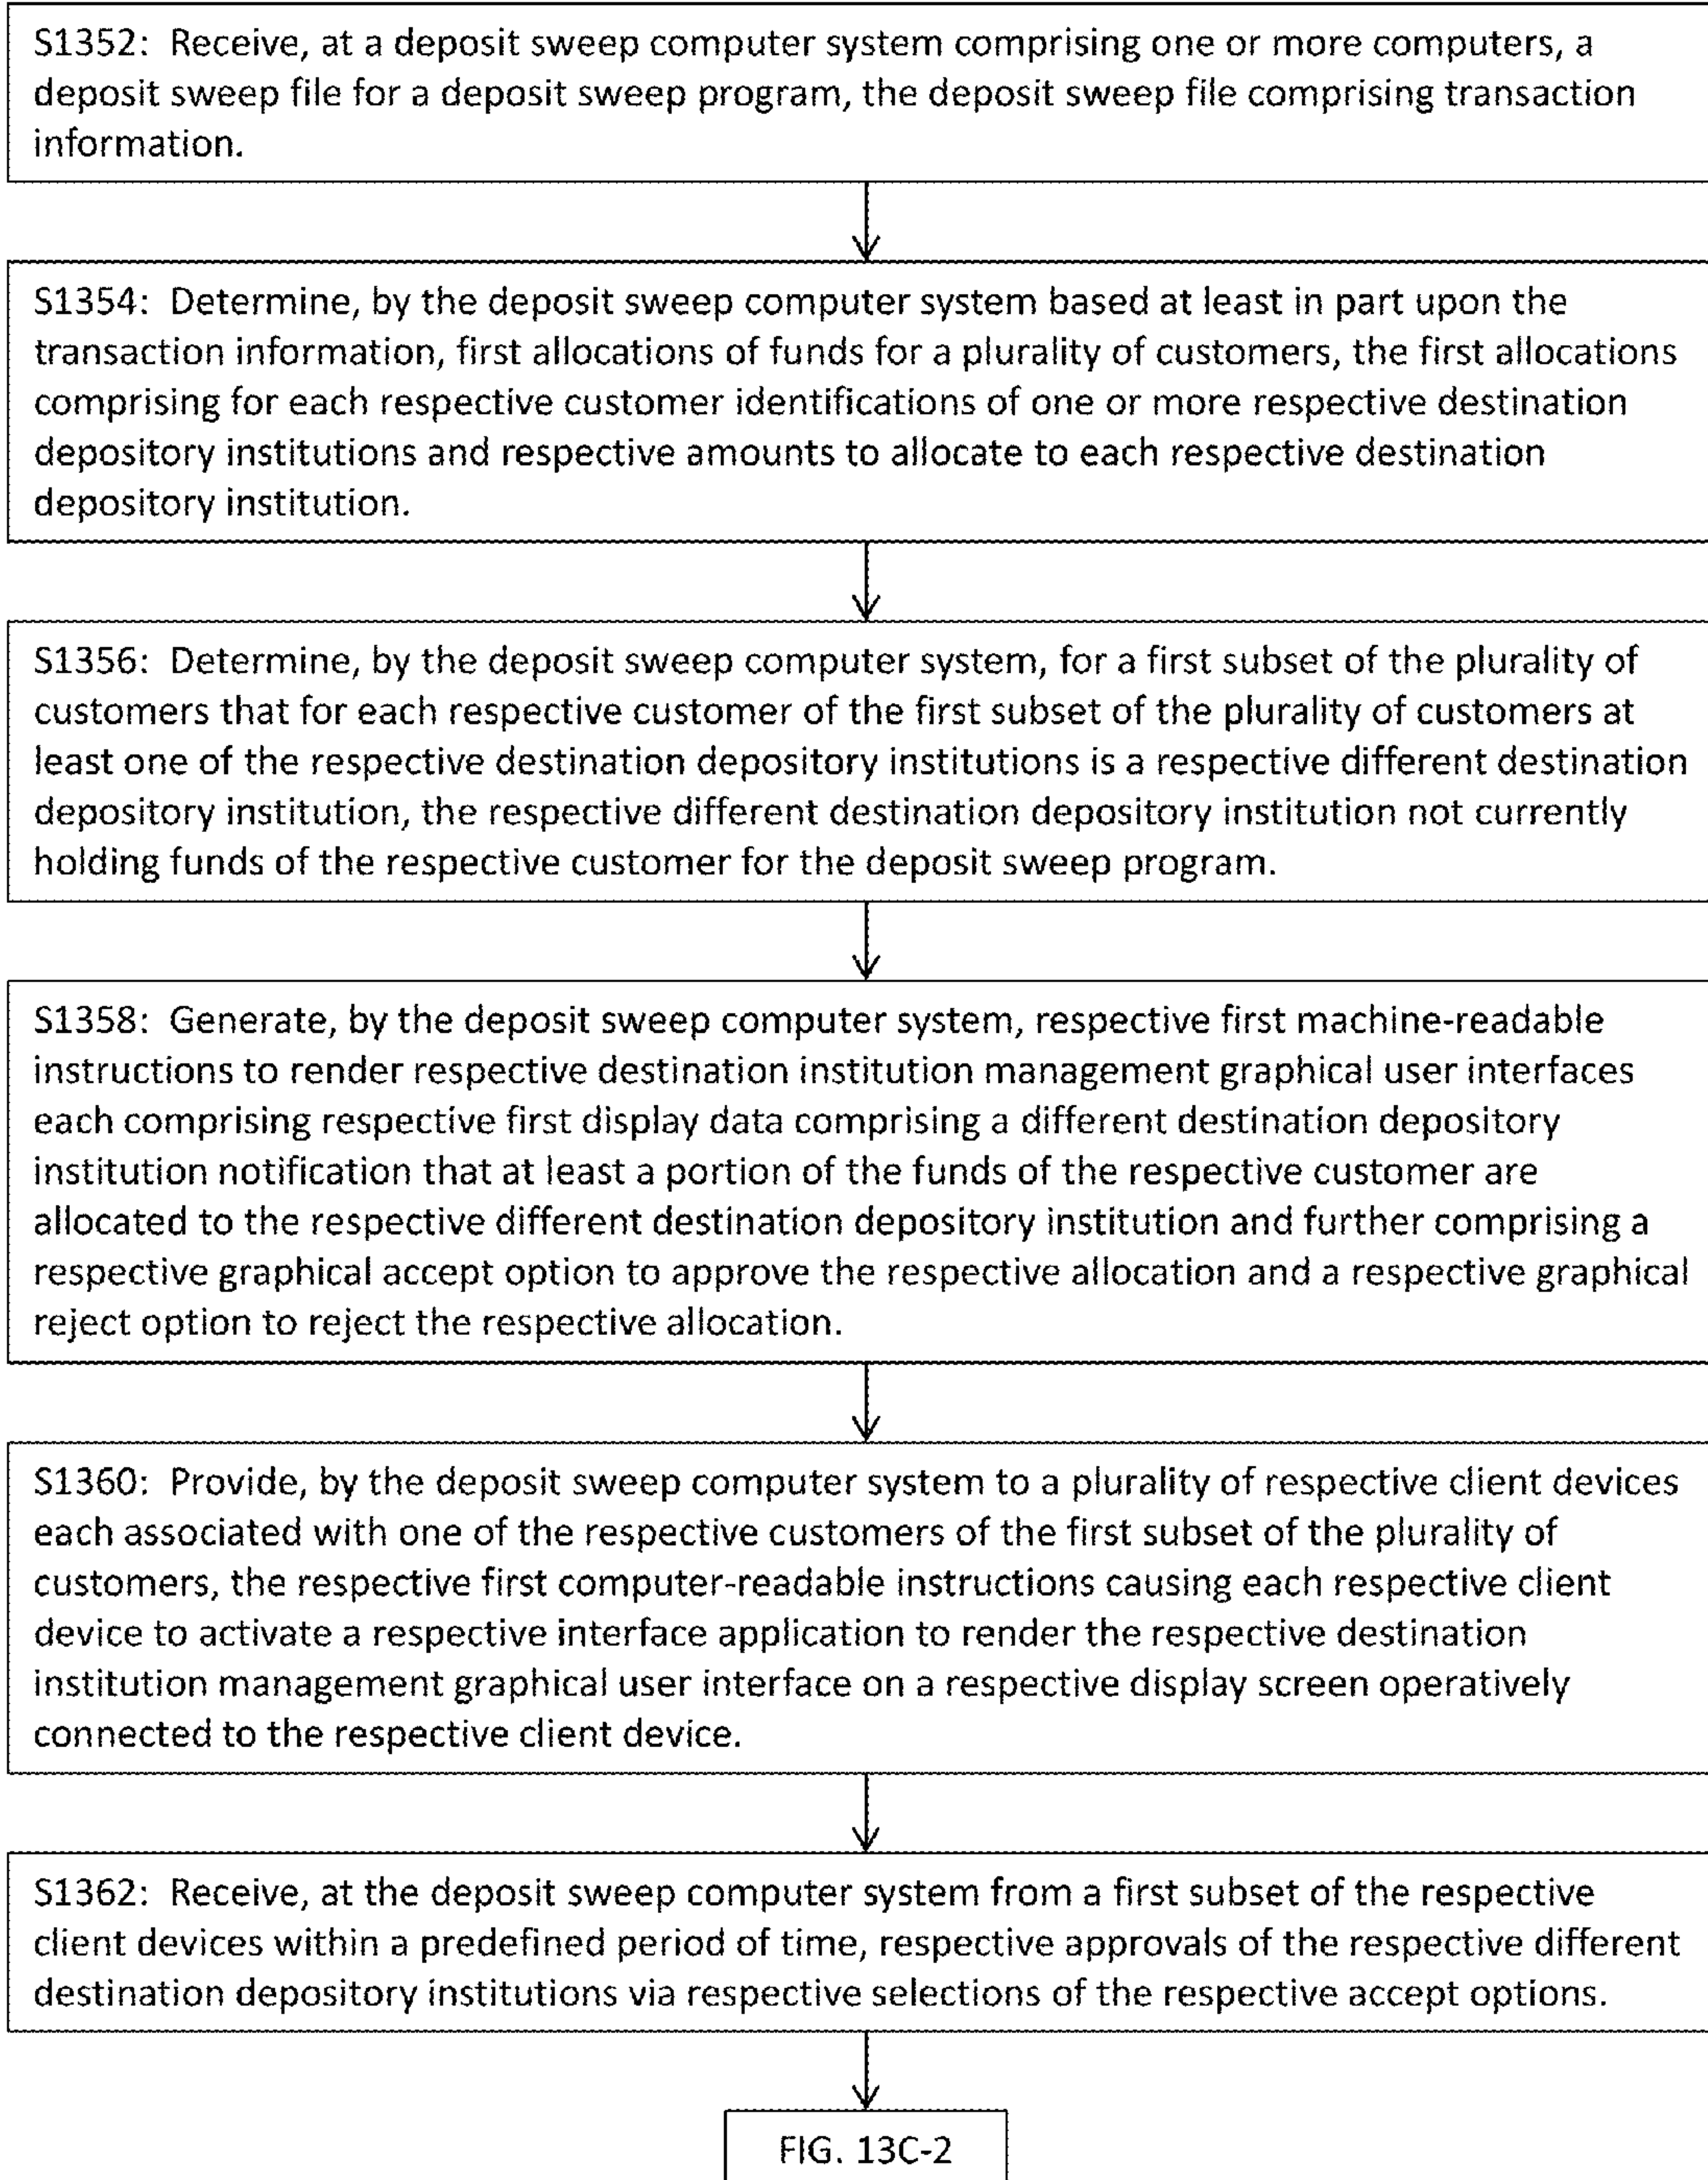 S1352: Receive, at a deposit sweep computer system comprising one or more computers, a
deposit sweep file for a deposit sweep program, the deposit sweep file comprising transaction
information.
S1354: Determine, by the deposit sweep computer system based at least in part upon the
transaction information, first allocations of funds for a plurality of customers, the first allocations
comprising for each respective customer identifications of one or more respective destination
depository institutions and respective amounts to allocate to each respective destination
depository institution.
S1356: Determine, by the deposit sweep computer system, for a first subset of the plurality of
customers that for each respective customer of the first subset of the plurality of customers at
least one of the respective destination depository institutions is a respective different destination
depository institution, the respective different destination depository institution not currently
holding funds of the respective customer for the deposit sweep program.
S1358: Generate, by the deposit sweep computer system, respective first machine-readable
instructions to render respective destination institution management graphical user interfaces
each comprising respective first display data comprising a different destination depository
institution notification that at least a portion of the funds of the respective customer are
allocated to the respective different destination depository institution and further comprising a
respective graphical accept option to approve the respective allocation and a respective graphical
reject option to reject the respective allocation.
S1360: Provide, by the deposit sweep computer system to a plurality of respective client devices
each associated with one of the respective customers of the first subset of the plurality of
customers, the respective first computer-readable instructions causing each respective client
device to activate a respective interface application to render the respective destination
institution management graphical user interface on a respective display screen operatively
connected to the respective client device.
S1362: Receive, at the deposit sweep computer system from a first subset of the respective
client devices within a predefined period of time, respective approvals of the respective different
destination depository institutions via respective selections of the respective accept options.
FIG. 13C-2